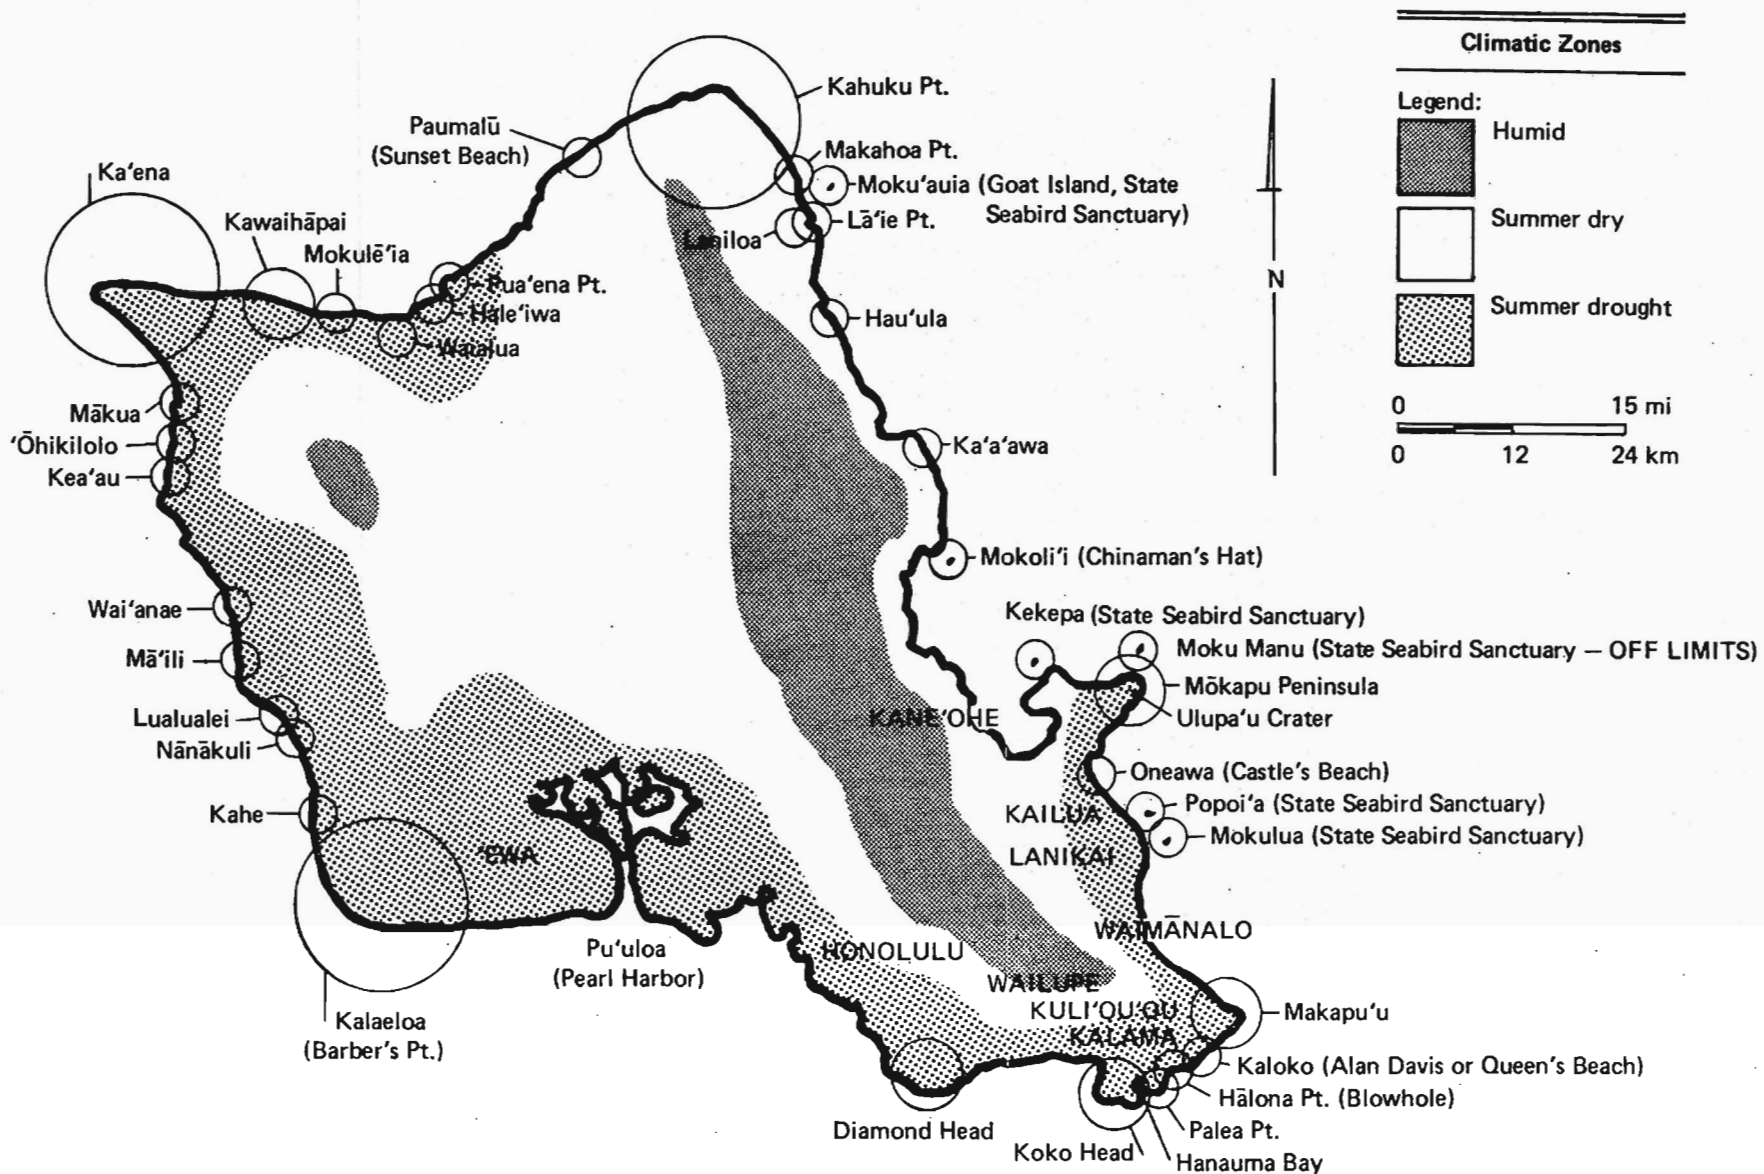 Climatic Zones
Legend:
Humid
Summer dry
Summer drought
0 15 mi
0 12 24 km
N
Kahuku Pt.
Paumalū
(Sunset Beach)
Makahoa Pt.
Moku‘auia (Goat Island, State
Seabird Sanctuary)
Lā‘ie Pt.
Laniloa
Ka‘ena
Kawaihāpai
Mokulē‘ia
Pua‘ena Pt.
Hale‘iwa
Waialua
Hau‘ula
Mākua
‘Ōhikilolo
Kea‘au
Ka‘a‘awa
Mokoli‘i (Chinaman's Hat)
Wai‘anae
Mā‘ili
Kekepa (State Seabird Sanctuary)
Moku Manu (State Seabird Sanctuary — OFF LIMITS)
Mōkapu Peninsula
Ulupa‘u Crater
Lualualei
Nānākuli
KANE‘OHE
Oneawa (Castle's Beach)
Kahe
KAILUA
Popoi‘a (State Seabird Sanctuary)
Mokulua (State Seabird Sanctuary)
‘EWA
LANIKAI
WAIMĀNALO
Pu‘uloa
(Pearl Harbor)
HONOLULU
WAILUPE
KULI‘OU‘OU
KALAMA
Makapu‘u
Kalaeloa
(Barber's Pt.)
Kaloko (Alan Davis or Queen's Beach)
Hālona Pt. (Blowhole)
Diamond Head
Palea Pt.
Koko Head
Hanauma Bay